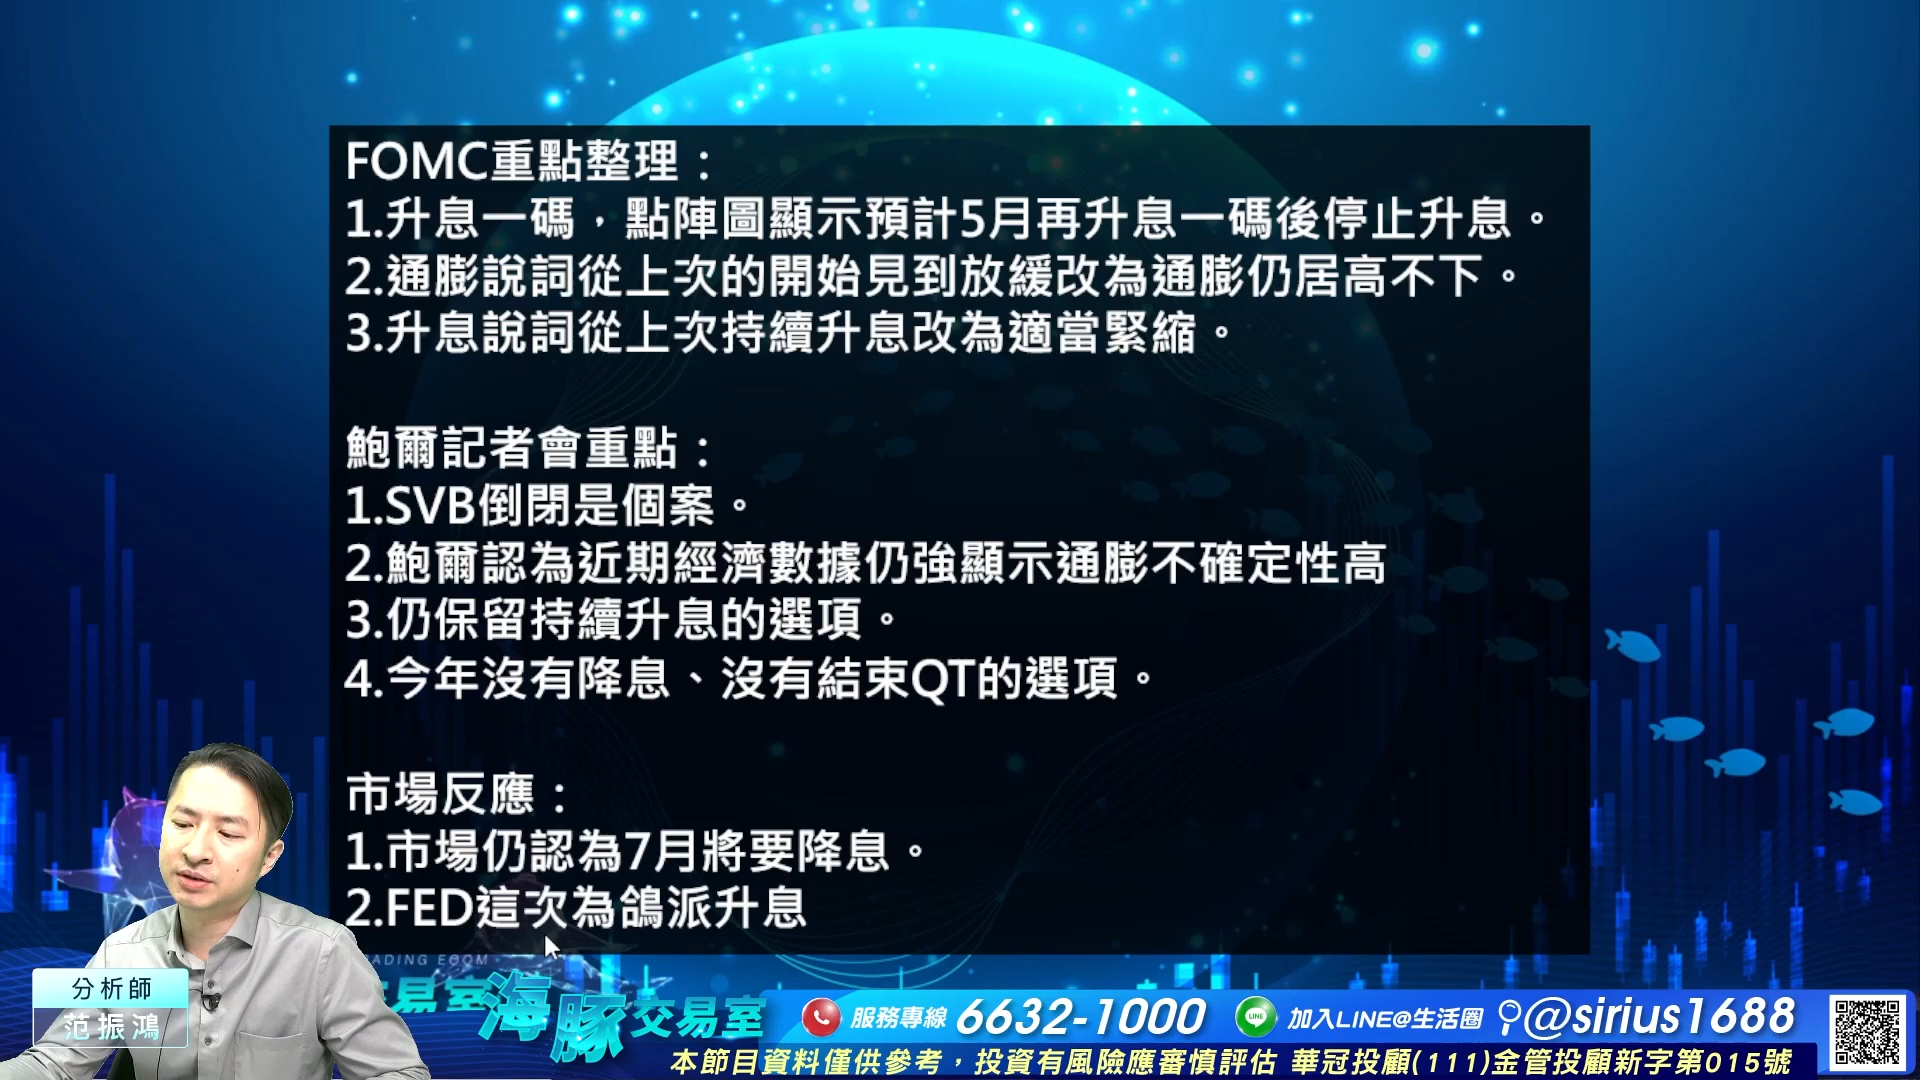 FOMC重點整理：
1.升息一碼，點陣圖顯示預計5月再升息一碼後停止升息。
2.通膨說詞從上次的開始見到放緩改為通膨仍居高不下。
3.升息說詞從上次持續升息改為適當緊縮。
鮑爾記者會重點：
1.SVB倒閉是個案。
2.鮑爾認為近期經濟數據仍強顯示通膨不確定性高
3.仍保留持續升息的選項。
4.今年沒有降息、沒有結束QT的選項。
市場反應：
1.市場仍認為7月將要降息。
2.FED這次為鴿派升息
分析師
范振鴻
易室
海豚交易室
服務專線 6632-1000
LINE
加入LINE@生活圈 @sirius1688
本節目資料僅供參考，投資有風險應審慎評估 華冠投顧(111)金管投顧新字第015號